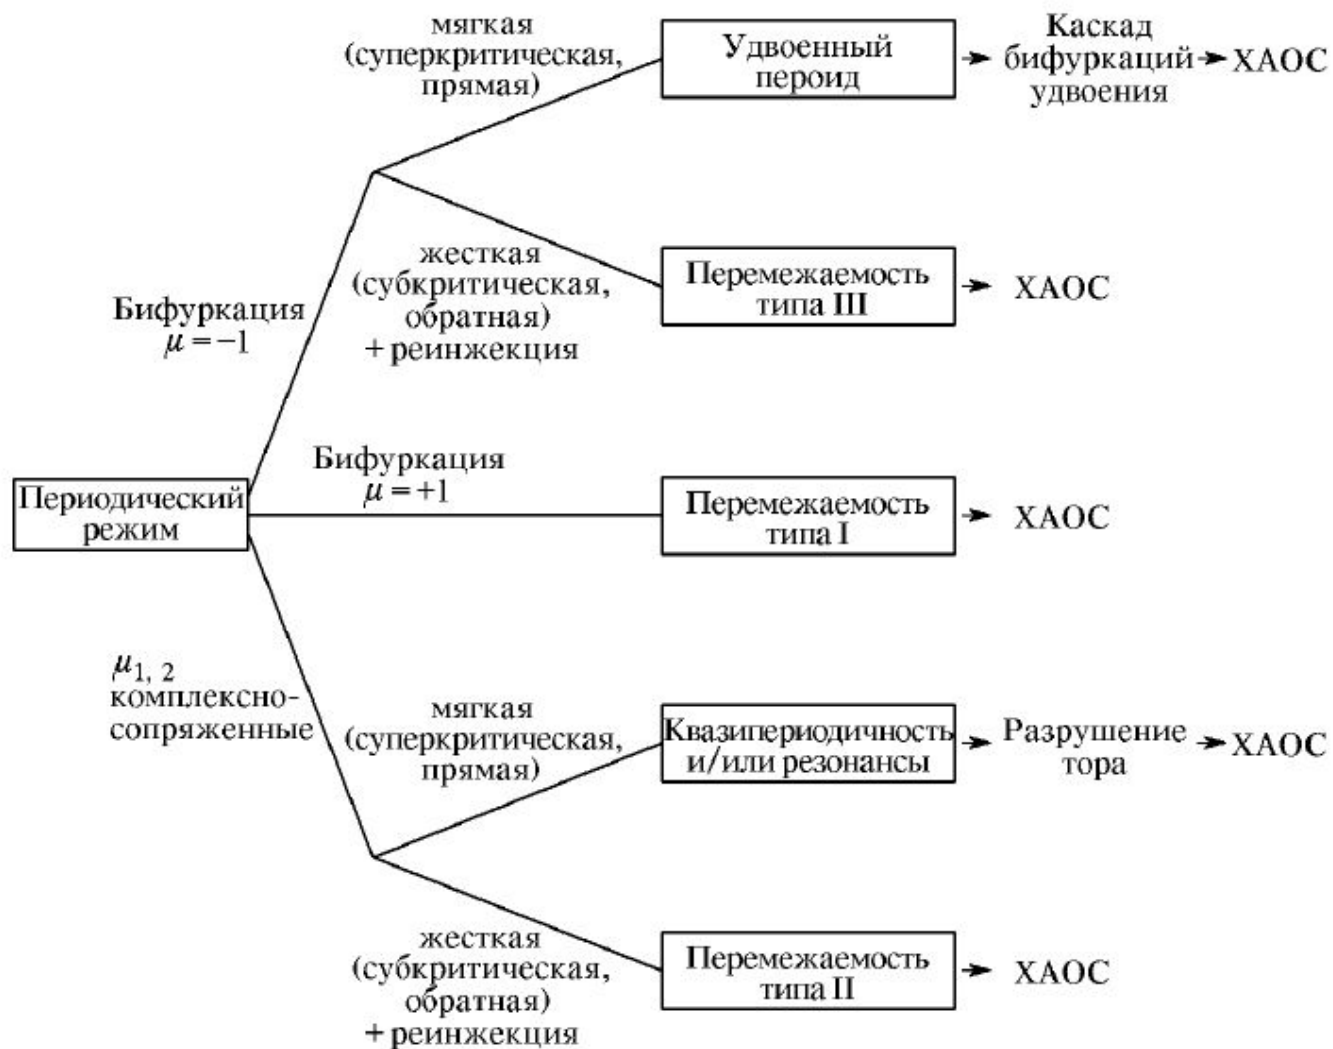 мягкая
(суперкритическая,
прямая)
Удвоенный
пероид
Каскад
бифуркаций
удвоения
ХАОС
жесткая
(субкритическая,
обратная)
+ реинжекция
Перемежаемость
типа III
ХАОС
Бифуркация
μ = −1
Бифуркация
μ = +1
Периодический
режим
Перемежаемость
типа I
ХАОС
μ1, 2
комплексно-
сопряженные
мягкая
(суперкритическая,
прямая)
Квазипериодичность
и/или резонансы
Разрушение
тора
ХАОС
жесткая
(субкритическая,
обратная)
+ реинжекция
Перемежаемость
типа II
ХАОС